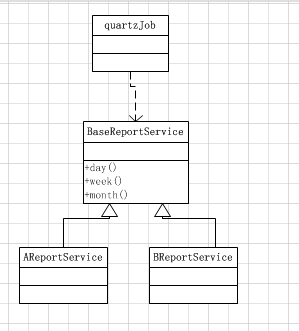 quartzJob
BaseReportService
+day()
+week()
+month()
AReportService
BReportService